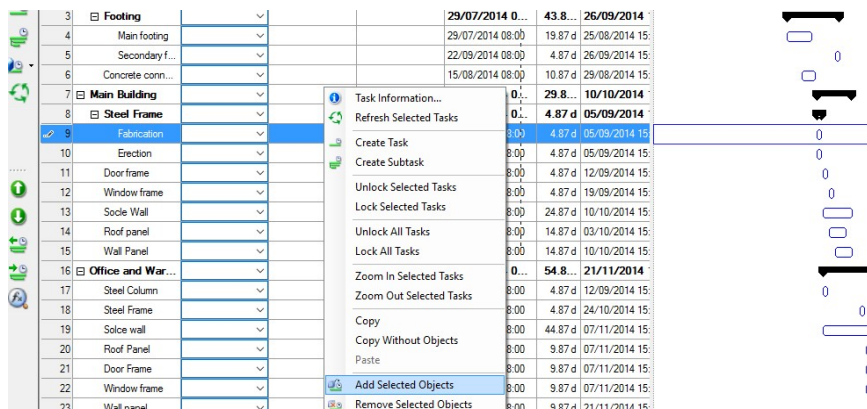 3 Footing 29/07/2014 0... 43.8... 26/09/2014
4 Main footing 29/07/2014 08:00 19.87 d 25/08/2014 15:
5 Secondary f... 22/09/2014 08:00 4.87 d 26/09/2014 15:
6 Concrete conn... 15/08/2014 08:00 10.87 d 29/08/2014 15:
7 Main Building 0... 29.8... 10/10/2014
8 Steel Frame 0... 4.87 d 05/09/2014
9 Fabrication 8:00 4.87 d 05/09/2014 15:
10 Erection 8:00 4.87 d 05/09/2014 15:
11 Door frame 8:00 4.87 d 12/09/2014 15:
12 Window frame 8:00 4.87 d 19/09/2014 15:
13 Socle Wall 8:00 24.87 d 10/10/2014 15:
14 Roof panel 8:00 14.87 d 03/10/2014 15:
15 Wall Panel 8:00 14.87 d 10/10/2014 15:
16 Office and War... 0... 54.8... 21/11/2014
17 Steel Column 8:00 4.87 d 12/09/2014 15:
18 Steel Frame 8:00 4.87 d 24/10/2014 15:
19 Solce wall 8:00 44.87 d 07/11/2014 15:
20 Roof Panel 8:00 9.87 d 07/11/2014 15:
21 Door Frame 8:00 9.87 d 07/11/2014 15:
22 Window frame 8:00 9.87 d 07/11/2014 15:
23 Wall panel 8:00 9.87 d 21/11/2014 15:
Task Information...
Refresh Selected Tasks
Create Task
Create Subtask
Unlock Selected Tasks
Lock Selected Tasks
Unlock All Tasks
Lock All Tasks
Zoom In Selected Tasks
Zoom Out Selected Tasks
Copy
Copy Without Objects
Paste
Add Selected Objects
Remove Selected Objects